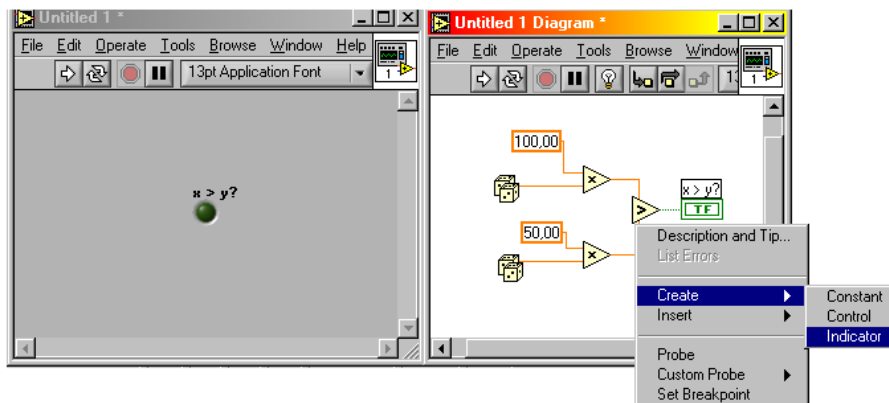 Untitled 1 *
File Edit Operate Tools Browse Window Help
13pt Application Font
1
x > y?
Untitled 1 Diagram *
File Edit Operate Tools Browse Window
1
100,00
x
x > y?
TF
>
50,00
x
Description and Tip...
List Errors
Create
Insert
Probe
Custom Probe
Set Breakpoint
Constant
Control
Indicator